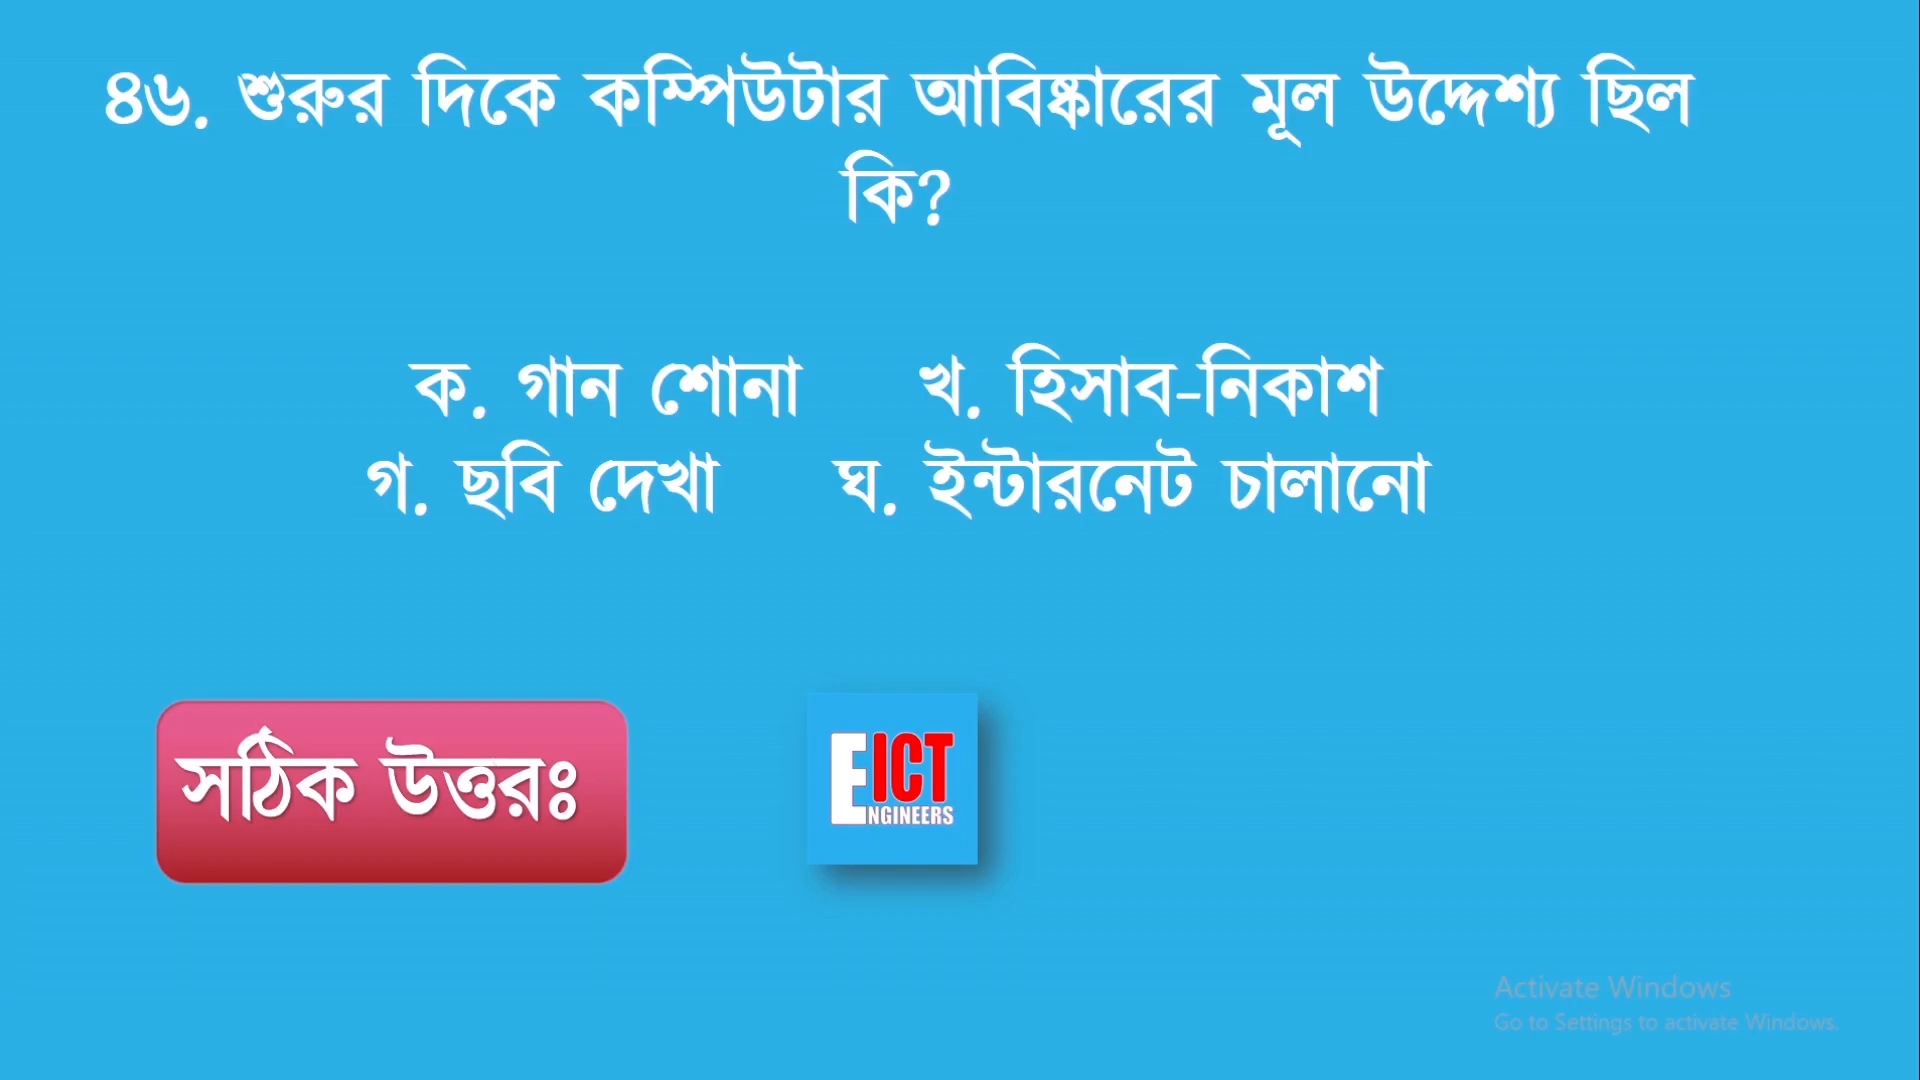 ৪৬. শুরুর দিকে কম্পিউটার আবিষ্কারের মূল উদ্দেশ্য ছিল
কি?
ক. গান শোনা খ. হিসাব-নিকাশ
গ. ছবি দেখা ঘ. ইন্টারনেট চালানো
সঠিক উত্তরঃ
EICT
NGINEERS
Activate Windows
Go to Settings to activate Windows.